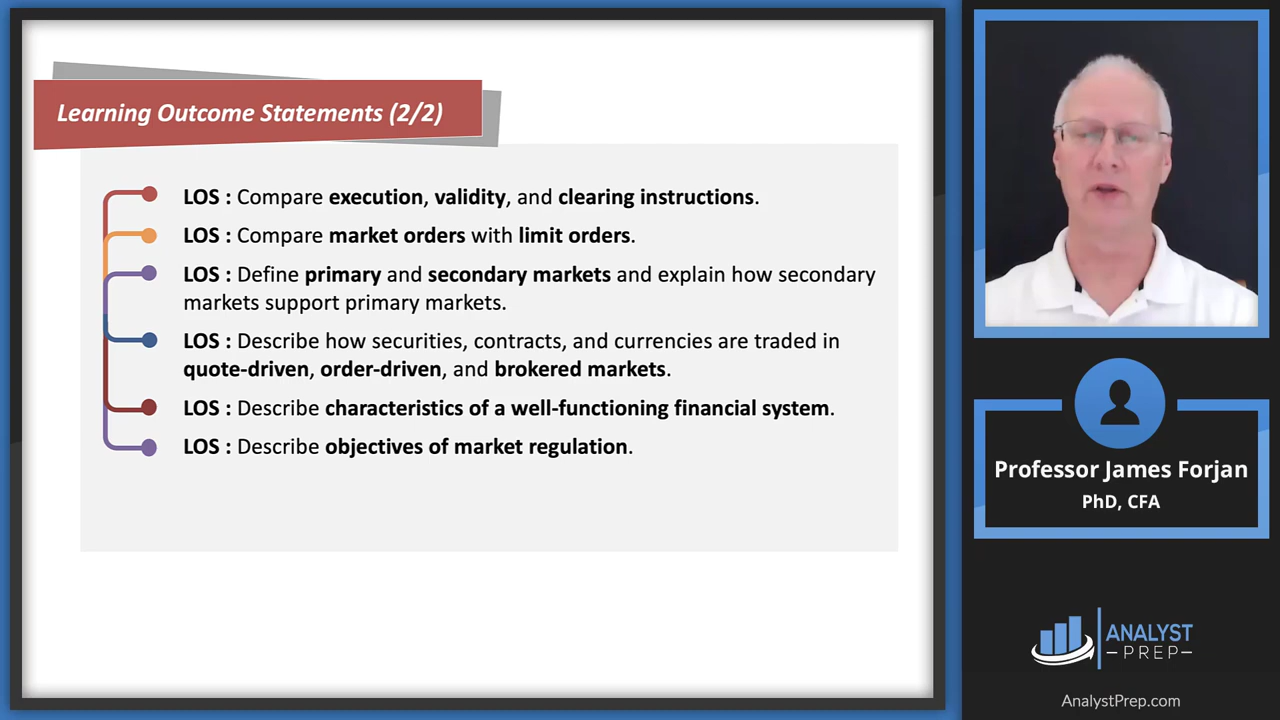 Learning Outcome Statements (2/2)
LOS : Compare execution, validity, and clearing instructions.
LOS : Compare market orders with limit orders.
LOS : Define primary and secondary markets and explain how secondary
markets support primary markets.
LOS : Describe how securities, contracts, and currencies are traded in
quote-driven, order-driven, and brokered markets.
LOS : Describe characteristics of a well-functioning financial system.
LOS : Describe objectives of market regulation.
Professor James Forjan
PhD, CFA
ANALYST
—PREP—
AnalystPrep.com